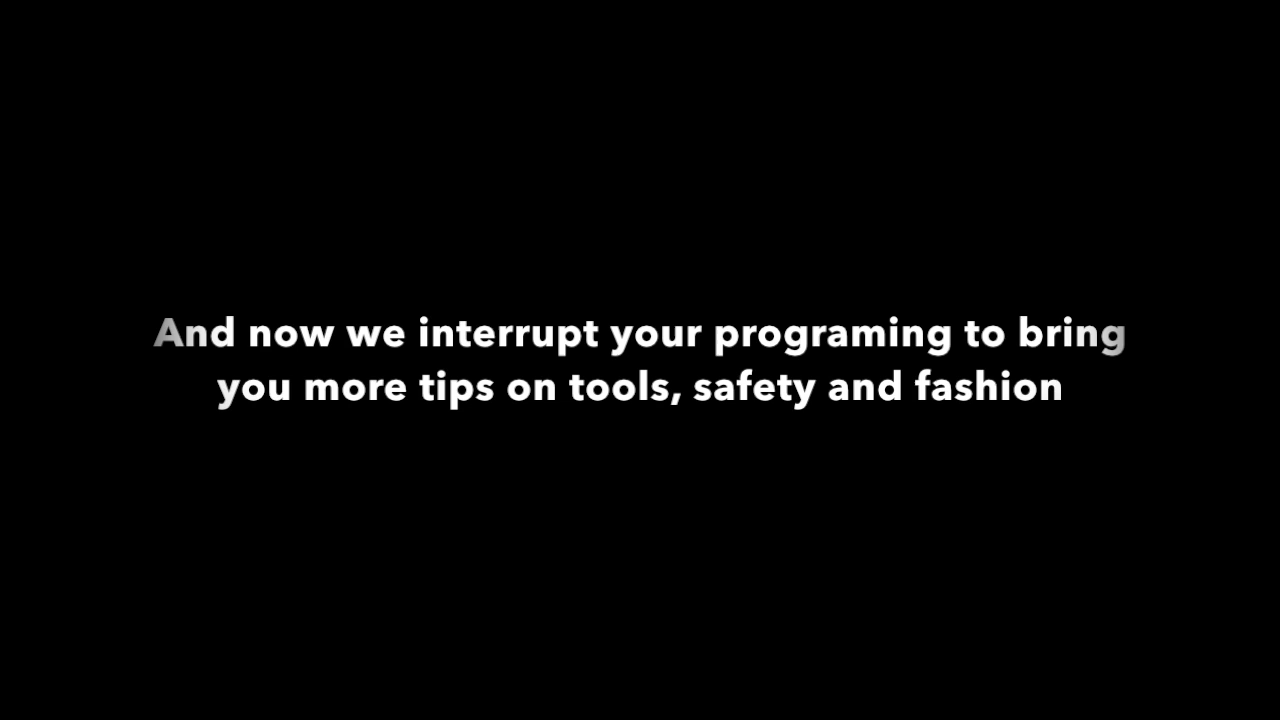 And now we interrupt your programing to bring
you more tips on tools, safety and fashion